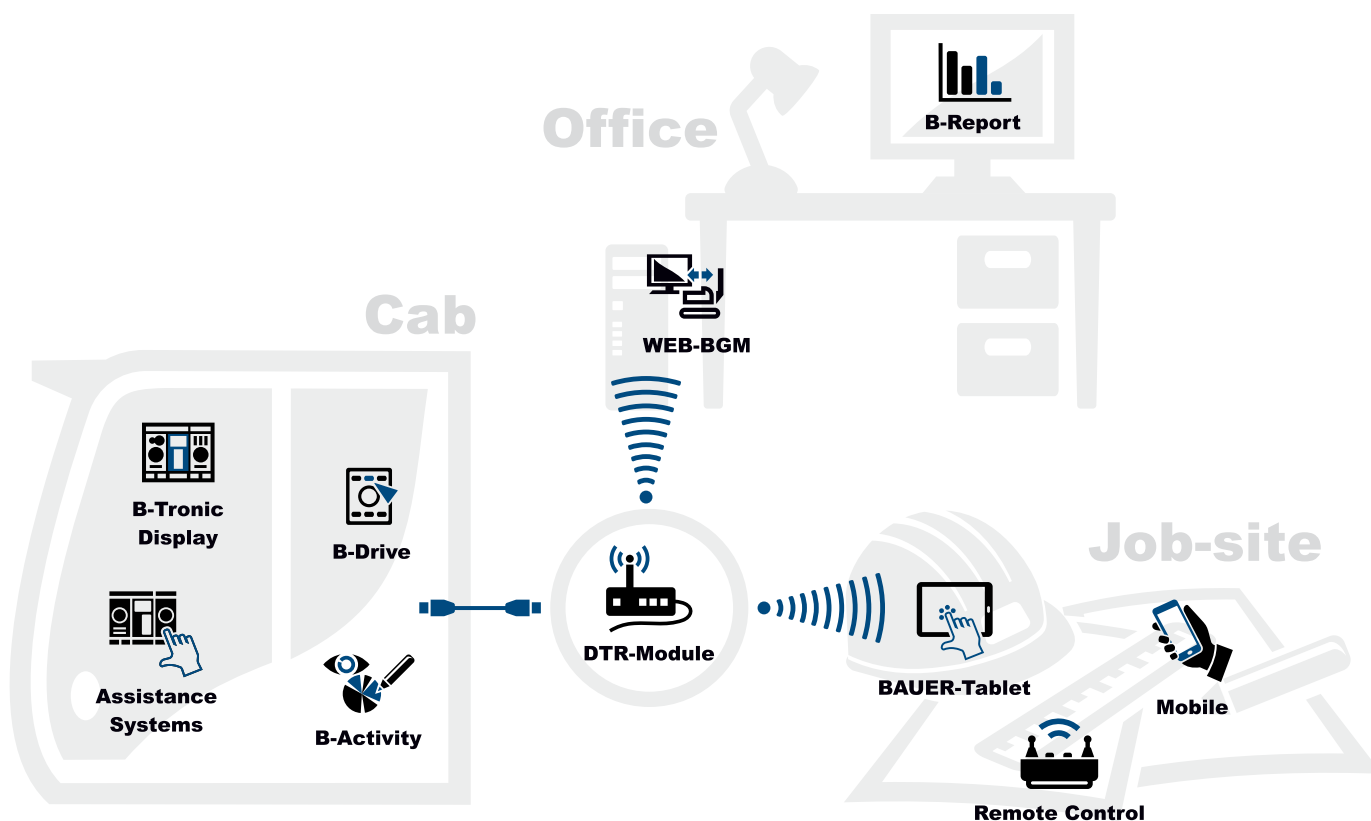 Office
B-Report
WEB-BGM
Cab
B-Tronic
Display
B-Drive
Assistance
Systems
B-Activity
DTR-Module
Job-site
BAUER-Tablet
Mobile
Remote Control